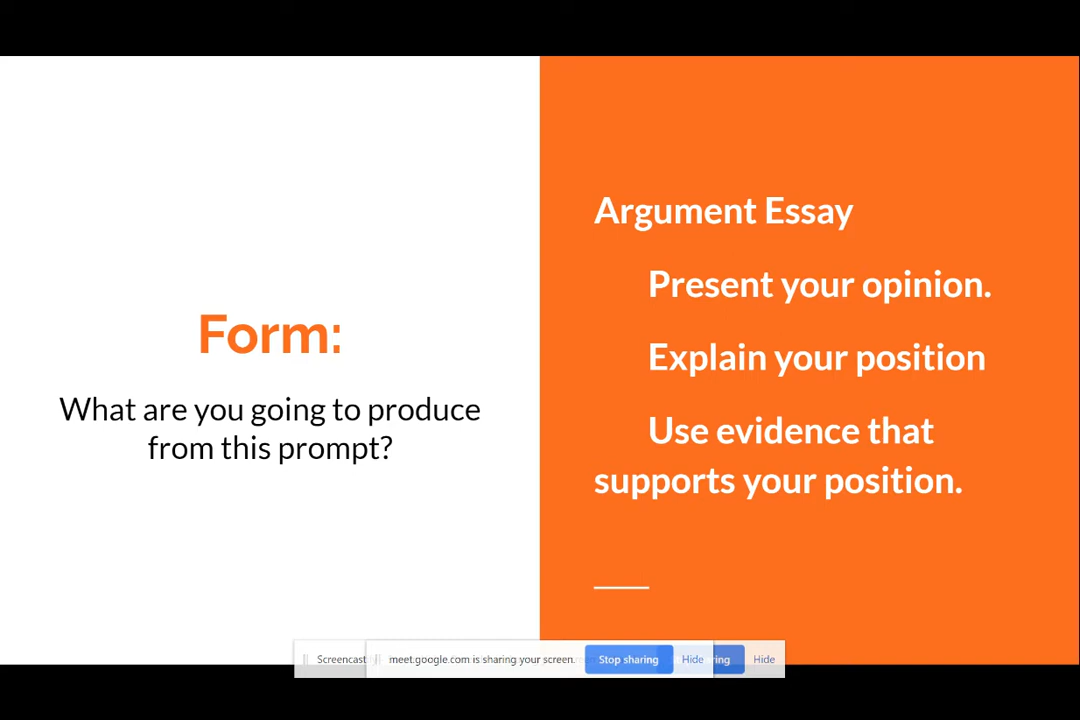 Form:
What are you going to produce
from this prompt?
Argument Essay
Present your opinion.
Explain your position
Use evidence that
supports your position.
Screencast
meet.google.com is sharing your screen.
Stop sharing
Hide
Hide